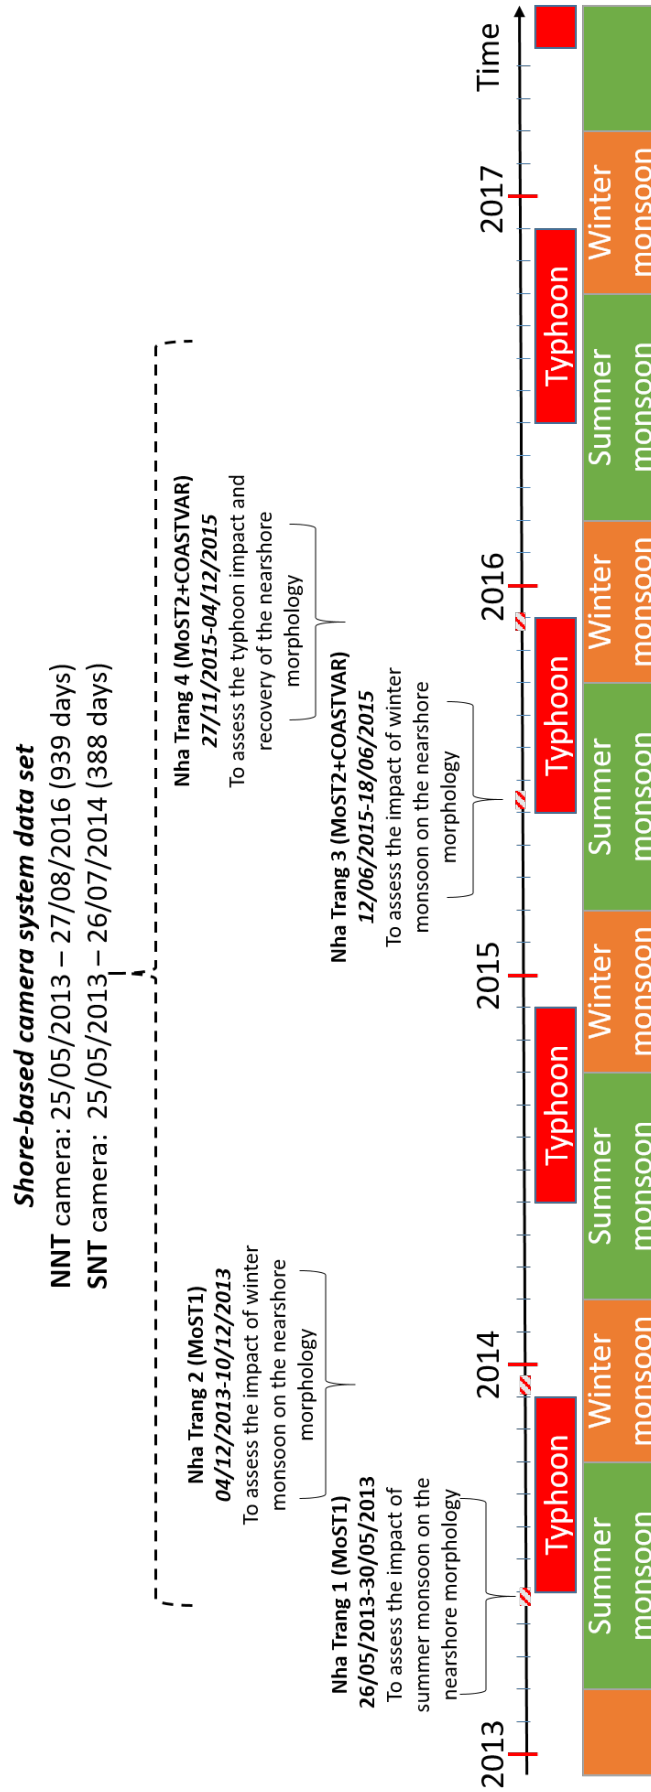 Shore-based camera system data set
NNT camera: 25/05/2013 – 27/08/2016 (939 days)
SNT camera: 25/05/2013 – 26/07/2014 (388 days)
Nha Trang 1 (MoST1)
26/05/2013-30/05/2013
To assess the impact of
summer monsoon on the
nearshore morphology
Nha Trang 2 (MoST1)
04/12/2013-10/12/2013
To assess the impact of winter
monsoon on the nearshore
morphology
Nha Trang 3 (MoST2+COASTVAR)
12/06/2015-18/06/2015
To assess the impact of winter
monsoon on the nearshore
morphology
Nha Trang 4 (MoST2+COASTVAR)
27/11/2015-04/12/2015
To assess the typhoon impact and
recovery of the nearshore
morphology
2013
2014
2015
2016
2017
Time
Typhoon
Typhoon
Typhoon
Typhoon
Summer
monsoon
Winter
monsoon
Summer
monsoon
Winter
monsoon
Summer
monsoon
Winter
monsoon
Summer
monsoon
Winter
monsoon